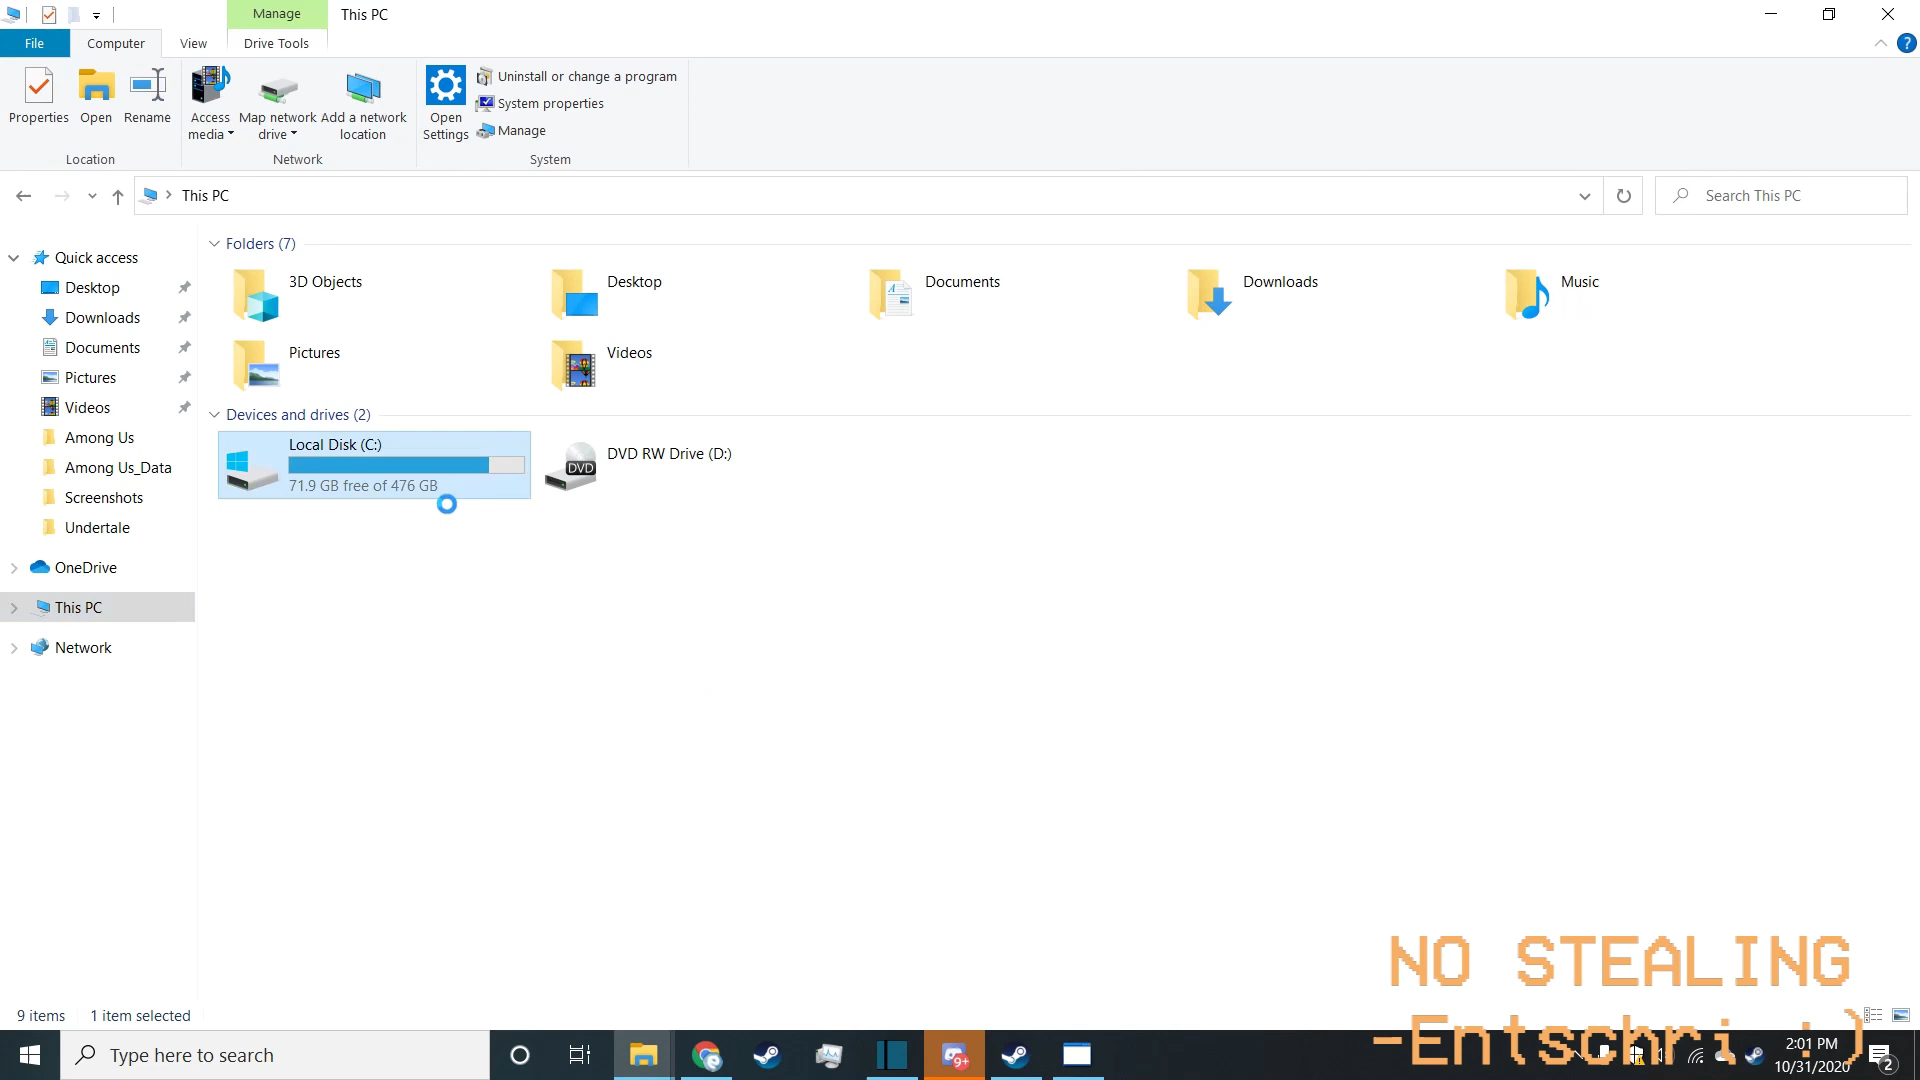 Manage
This PC
File
Computer
View
Drive Tools
Properties
Open
Rename
Access media
Map network drive
Add a network location
Open Settings
Uninstall or change a program
System properties
Manage
Location
Network
System
This PC
Search This PC
Quick access
Desktop
Downloads
Documents
Pictures
Videos
Among Us
Among Us_Data
Screenshots
Undertale
OneDrive
This PC
Network
Folders (7)
3D Objects
Desktop
Documents
Downloads
Music
Pictures
Videos
Devices and drives (2)
Local Disk (C:)
71.9 GB free of 476 GB
DVD
DVD RW Drive (D:)
NO STEALING
-Entschri :)
9 items
1 item selected
Type here to search
9+
2:01 PM
10/31/2020
2